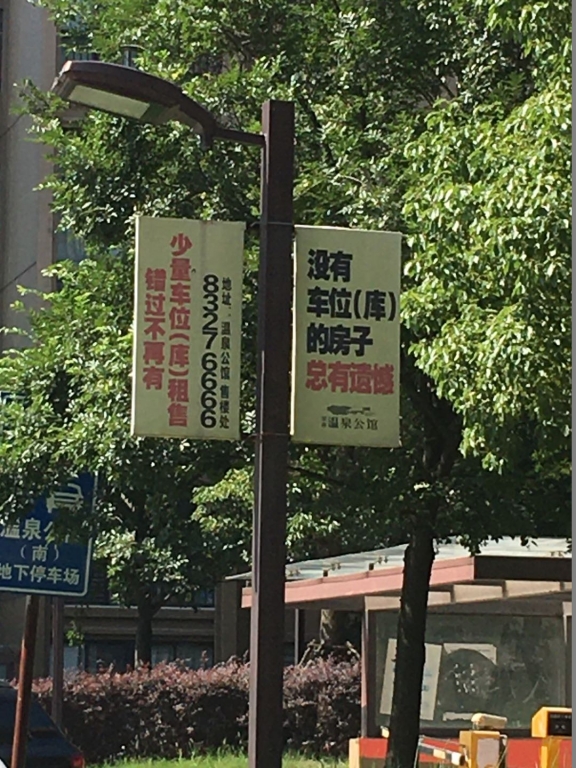 少量车位(库)租售
错过不再有
地址：温泉公馆 售楼处
83276666
没有
车位(库)
的房子
总有遗憾
温泉公馆
温泉公
(南)
地下停车场